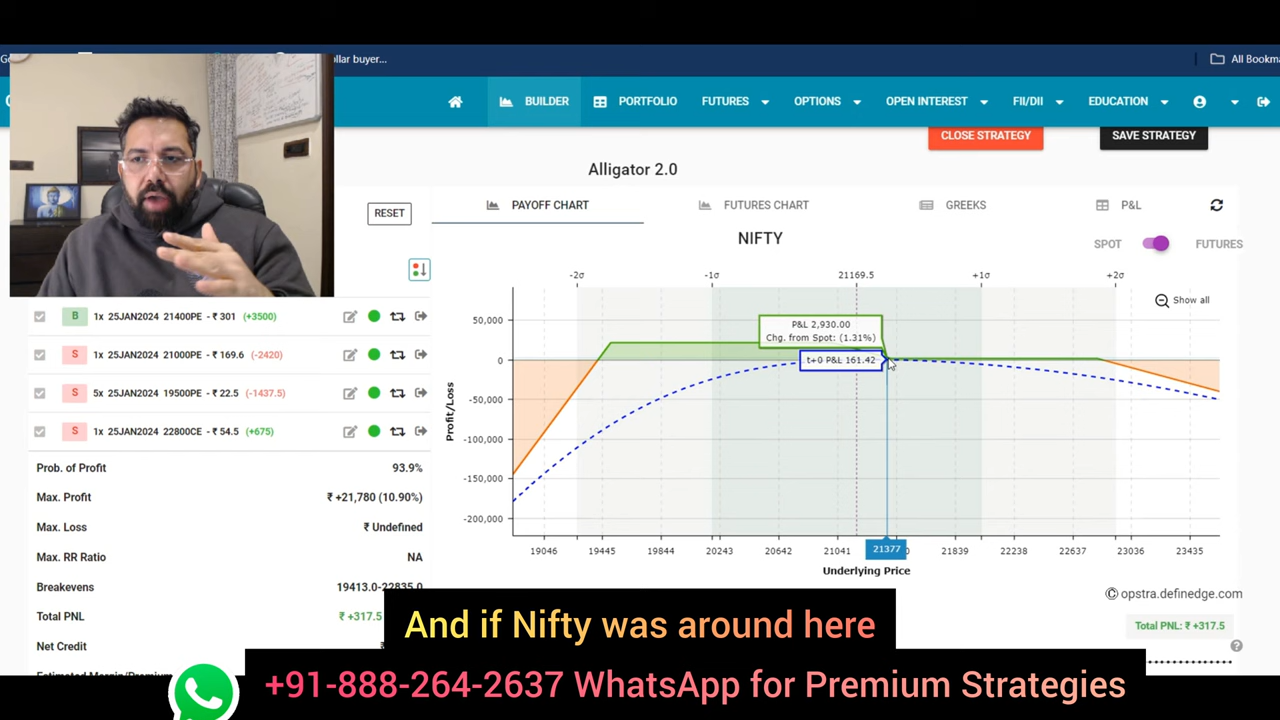 ollar buyer...
All Bookma
BUILDER
PORTFOLIO
FUTURES
OPTIONS
OPEN INTEREST
FII/DII
EDUCATION
CLOSE STRATEGY
SAVE STRATEGY
Alligator 2.0
RESET
PAYOFF CHART
FUTURES CHART
GREEKS
P&L
NIFTY
SPOT
FUTURES
-2σ
-1σ
21169.5
+1σ
+2σ
Show all
B 1x 25JAN2024 21400PE - ₹ 301 (+3500)
S 1x 25JAN2024 21000PE - ₹ 169.6 (-2420)
S 5x 25JAN2024 19500PE - ₹ 22.5 (-1437.5)
S 1x 25JAN2024 22800CE - ₹ 54.5 (+675)
Prob. of Profit 93.9%
Max. Profit ₹ +21,780 (10.90%)
Max. Loss ₹ Undefined
Max. RR Ratio NA
Breakevens 19413.0-22835.0
Total PNL ₹ +317.5
Net Credit
Profit/Loss
50,000
0
-50,000
-100,000
-150,000
-200,000
P&L 2,930.00
Chg. from Spot: (1.31%)
t+0 P&L 161.42
19046 19445 19844 20243 20642 21041 21839 22238 22637 23036 23435
21377
Underlying Price
© opstra.definedge.com
Total PNL: ₹ +317.5
And if Nifty was around here
+91-888-264-2637 WhatsApp for Premium Strategies